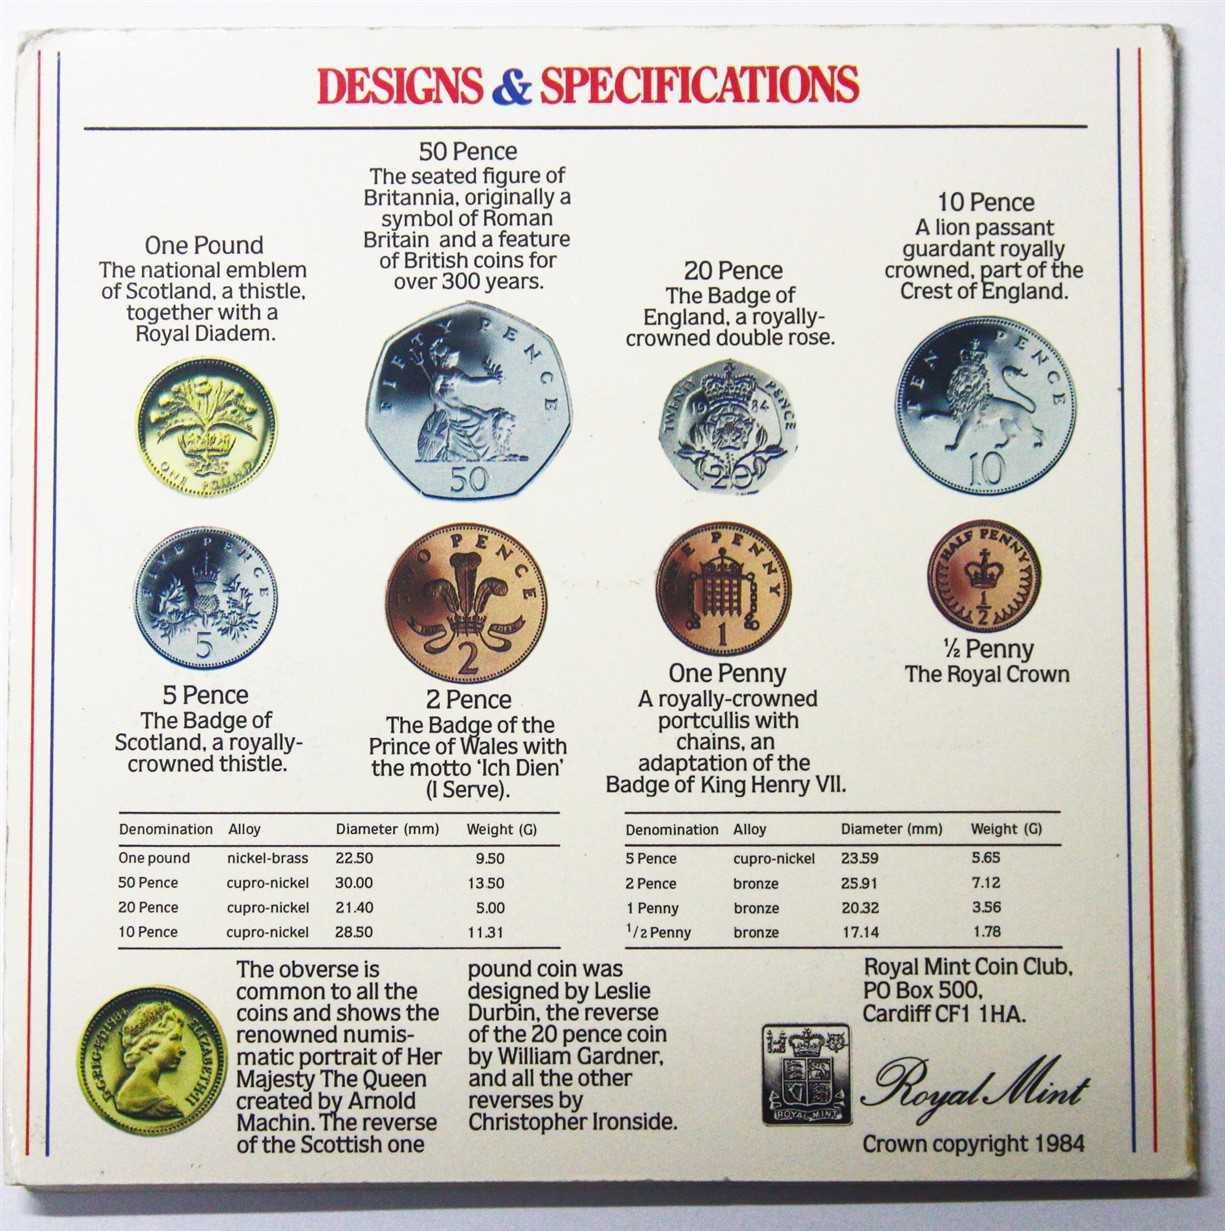 DESIGNS & SPECIFICATIONS
One Pound
The national emblem
of Scotland, a thistle,
together with a
Royal Diadem.
50 Pence
The seated figure of
Britannia, originally a
symbol of Roman
Britain and a feature
of British coins for
over 300 years.
20 Pence
The Badge of
England, a royally-
crowned double rose.
10 Pence
A lion passant
guardant royally
crowned, part of the
Crest of England.
ONE POUND
FIFTY PENCE
50
TWENTY PENCE
1984
20
TEN PENCE
10
FIVE PENCE
5
TWO PENCE
2
ONE PENNY
1
HALF PENNY
1/2
5 Pence
The Badge of
Scotland, a royally-
crowned thistle.
2 Pence
The Badge of the
Prince of Wales with
the motto ‘Ich Dien’
(I Serve).
One Penny
A royally-crowned
portcullis with
chains, an
adaptation of the
Badge of King Henry VII.
½ Penny
The Royal Crown
Denomination Alloy Diameter (mm) Weight (G)
One pound nickel-brass 22.50 9.50
50 Pence cupro-nickel 30.00 13.50
20 Pence cupro-nickel 21.40 5.00
10 Pence cupro-nickel 28.50 11.31
Denomination Alloy Diameter (mm) Weight (G)
5 Pence cupro-nickel 23.59 5.65
2 Pence bronze 25.91 7.12
1 Penny bronze 20.32 3.56
1/2 Penny bronze 17.14 1.78
D·G·REG·F·D·1984 ELIZABETH II
The obverse is
common to all the
coins and shows the
renowned numis-
matic portrait of Her
Majesty The Queen
created by Arnold
Machin. The reverse
of the Scottish one
pound coin was
designed by Leslie
Durbin, the reverse
of the 20 pence coin
by William Gardner,
and all the other
reverses by
Christopher Ironside.
Royal Mint Coin Club,
PO Box 500,
Cardiff CF1 1HA.
ROYAL MINT
Royal Mint
Crown copyright 1984